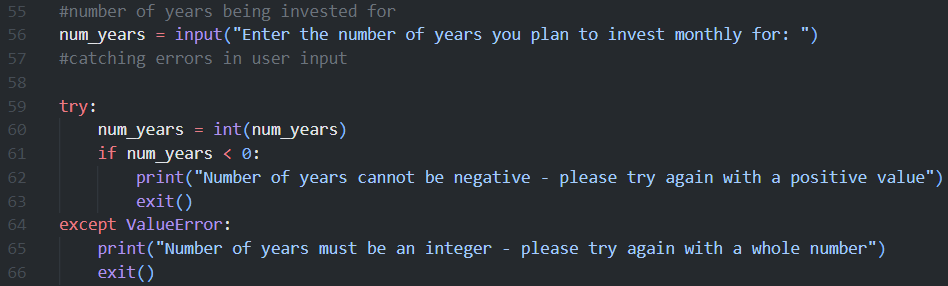 55 #number of years being invested for
56 num_years = input("Enter the number of years you plan to invest monthly for: ")
57 #catching errors in user input
58
59 try:
60     num_years = int(num_years)
61     if num_years < 0:
62         print("Number of years cannot be negative - please try again with a positive value")
63         exit()
64 except ValueError:
65     print("Number of years must be an integer - please try again with a whole number")
66     exit()